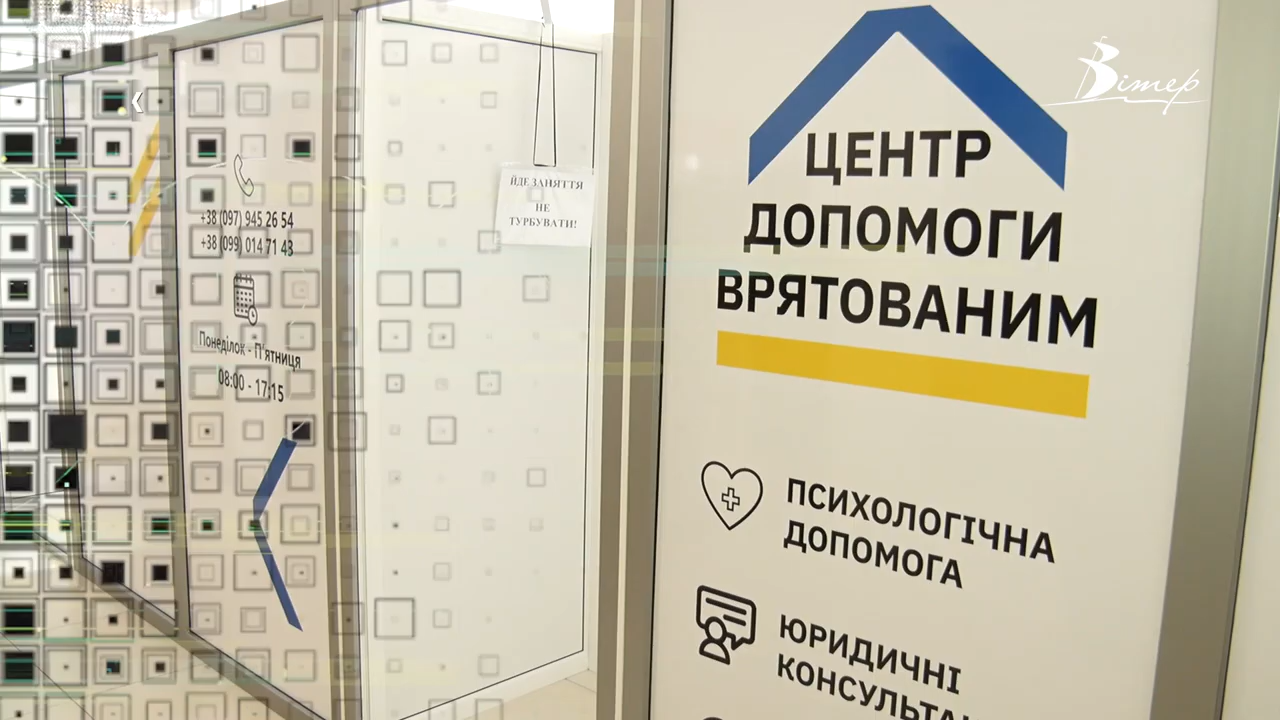 Вітер
ЦЕНТР
ДОПОМОГИ
ВРЯТОВАНИМ
ПСИХОЛОГІЧНА
ДОПОМОГА
ЮРИДИЧНІ
ЙДЕ ЗАНЯТТЯ
НЕ
ТУРБУВАТИ!
+38 (097) 945 26 54
+38 (099) 014 71 43
Понеділок - П'ятниця
08:00 - 17:15